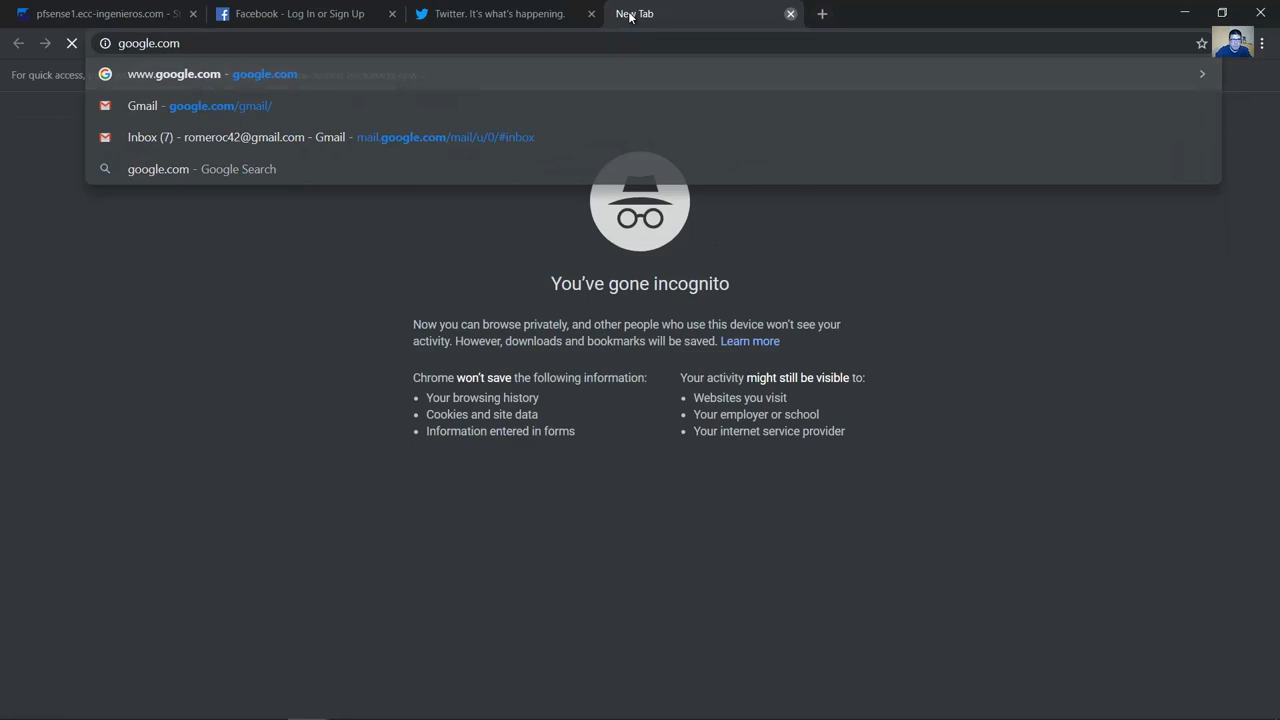 pfsense1.ecc-ingenieros.com - S
Facebook - Log In or Sign Up
Twitter. It's what's happening.
New Tab
google.com
For quick access,
www.google.com - google.com
Gmail - google.com/gmail/
Inbox (7) - romeroc42@gmail.com - Gmail - mail.google.com/mail/u/0/#inbox
google.com - Google Search
You've gone incognito
Now you can browse privately, and other people who use this device won't see your
activity. However, downloads and bookmarks will be saved. Learn more
Chrome won't save the following information:
Your browsing history
Cookies and site data
Information entered in forms
Your activity might still be visible to:
Websites you visit
Your employer or school
Your internet service provider